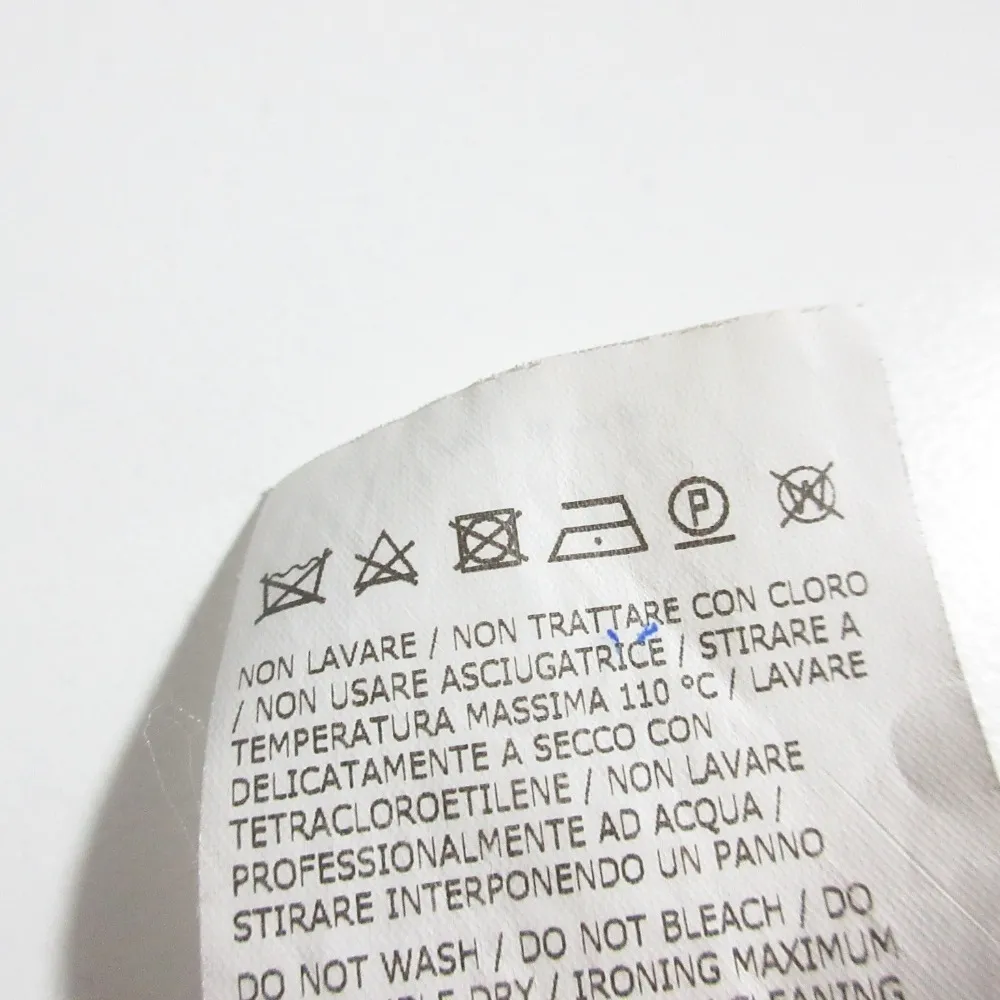 P W
NON LAVARE / NON TRATTARE CON CLORO
/ NON USARE ASCIUGATRICE / STIRARE A
TEMPERATURA MASSIMA 110 °C / LAVARE
DELICATAMENTE A SECCO CON
TETRACLOROETILENE / NON LAVARE
PROFESSIONALMENTE AD ACQUA /
STIRARE INTERPONENDO UN PANNO
DO NOT WASH / DO NOT BLEACH / DO
DRY / IRONING MAXIMUM